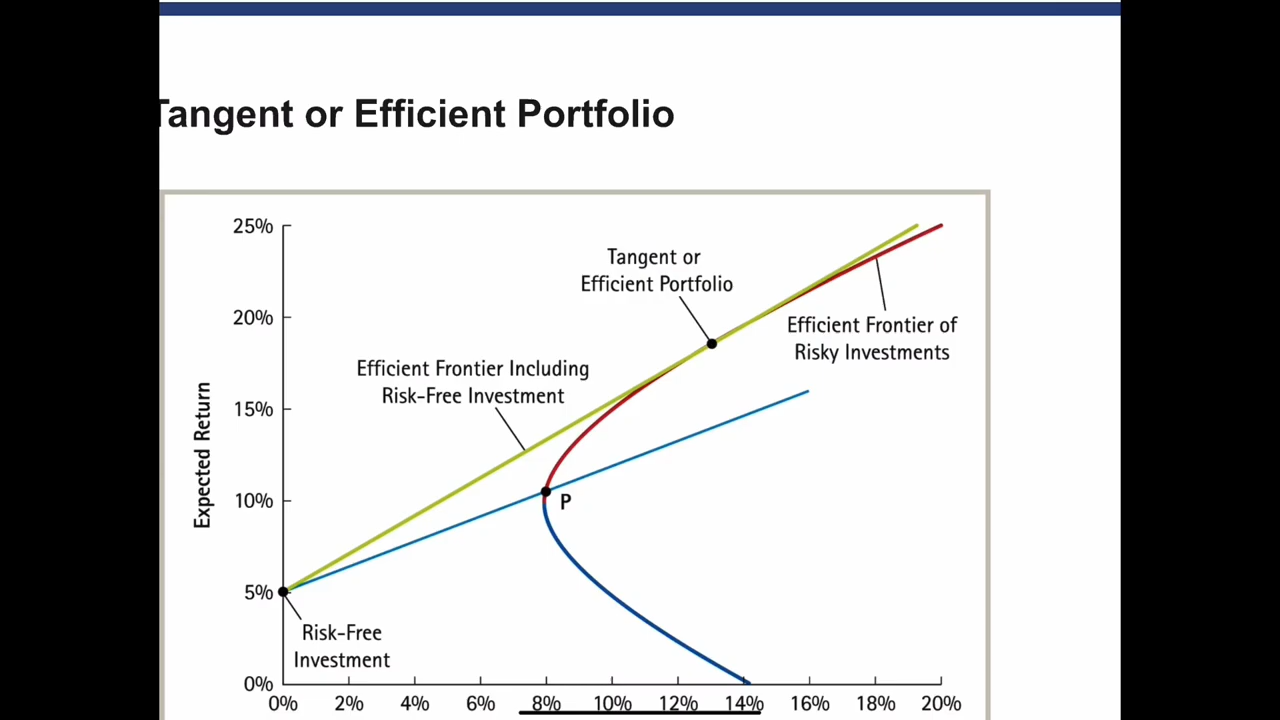 Tangent or Efficient Portfolio
25%
20%
15%
10%
5%
0%
Expected Return
Tangent or
Efficient Portfolio
Efficient Frontier of
Risky Investments
Efficient Frontier Including
Risk-Free Investment
P
Risk-Free
Investment
0% 2% 4% 6% 8% 10% 12% 14% 16% 18% 20%